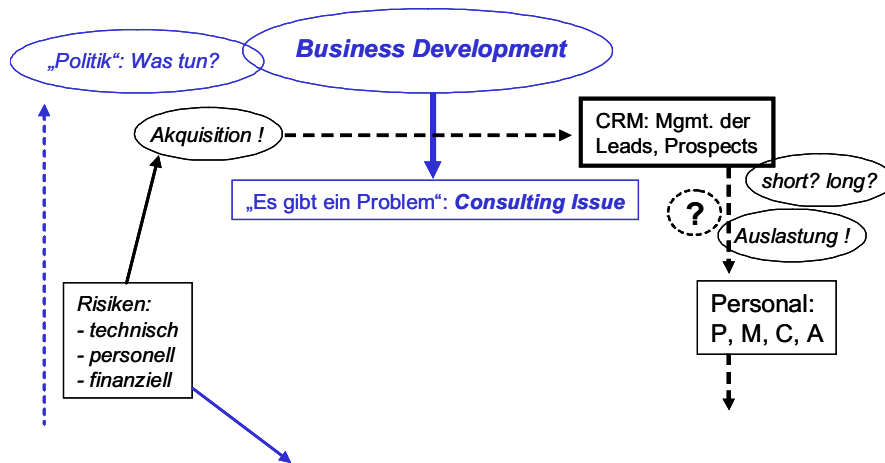 „Politik“: Was tun?
Business Development
Akquisition !
CRM: Mgmt. der
Leads, Prospects
short? long?
„Es gibt ein Problem“: Consulting Issue
?
Auslastung !
Risiken:
- technisch
- personell
- finanziell
Personal:
P, M, C, A